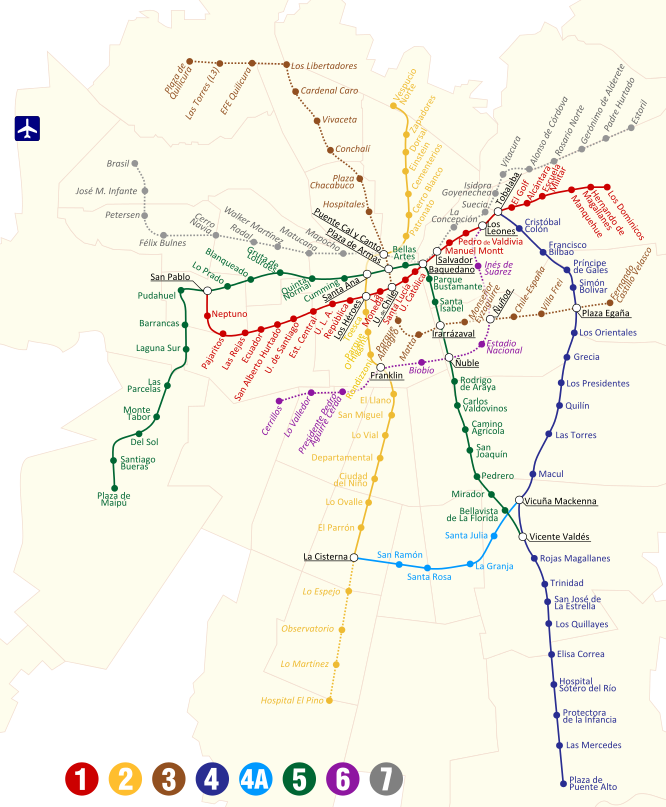 Plaza de
Quilicura
Las Torres (L3)
EFE Quilicura
Los Libertadores
Cardenal Caro
Vivaceta
Conchalí
Plaza
Chacabuco
Hospitales
Puente Cal y Canto
Plaza de Armas
Vespucio
Norte
Zapadores
Dorsal
Einstein
Cementerios
Cerro Blanco
Patronato
Bellas
Artes
Brasil
José M. Infante
Petersen
Félix Bulnes
Cerro
Navia
Radal
Walker Martínez
Matucana
Mapocho
La
Concepción
Suecia
Isidora
Goyenechea
Vitacura
Alonso de Córdova
Rosario Norte
Gerónimo de Alderete
Padre Hurtado
Estoril
Tobalaba
El Golf
Alcántara
Escuela
Militar
Manquehue
Hernando de
Magallanes
Los Dominicos
Los
Leones
Pedro de Valdivia
Manuel Montt
Salvador
Baquedano
U. Católica
Santa Lucía
U. de Chile
Moneda
Los Héroes
República
U. L. A.
Est. Central
U. de Santiago
San Alberto Hurtado
Ecuador
Las Rejas
Pajaritos
Neptuno
San Pablo
Pudahuel
Lo Prado
Blanqueado
Gruta de
Lourdes
Quinta
Normal
Cumming
Santa Ana
Barrancas
Laguna Sur
Las
Parcelas
Monte
Tabor
Del Sol
Santiago
Bueras
Plaza de
Maipú
Parque
Bustamante
Santa
Isabel
Irarrázaval
Ñuble
Rodrigo
de Araya
Carlos
Valdovinos
Camino
Agrícola
San
Joaquín
Pedrero
Mirador
Bellavista
de La Florida
Vicente Valdés
Cristóbal
Colón
Francisco
Bilbao
Príncipe
de Gales
Simón
Bolívar
Plaza Egaña
Los Orientales
Grecia
Los Presidentes
Quilín
Las Torres
Macul
Vicuña Mackenna
Rojas Magallanes
Trinidad
San José de
La Estrella
Los Quillayes
Elisa Correa
Hospital
Sótero del Río
Protectora
de la Infancia
Las Mercedes
Plaza de
Puente Alto
Santa Julia
La Granja
Santa Rosa
San Ramón
La Cisterna
Parque
Almagro
Matta
Monseñor
Ñuñoa
Chile-España
Villa Frei
Fernando
Castillo Velasco
Inés de
Suárez
Estadio
Nacional
Biobío
Franklin
Presidente Pedro
Aguirre Cerda
Lo Valledor
Cerrillos
Parque
O'Higgins
Rondizzoni
El Llano
San Miguel
Lo Vial
Departamental
Ciudad
del Niño
Lo Ovalle
El Parrón
Lo Espejo
Observatorio
Lo Martínez
Hospital El Pino
1 2 3 4 4A 5 6 7